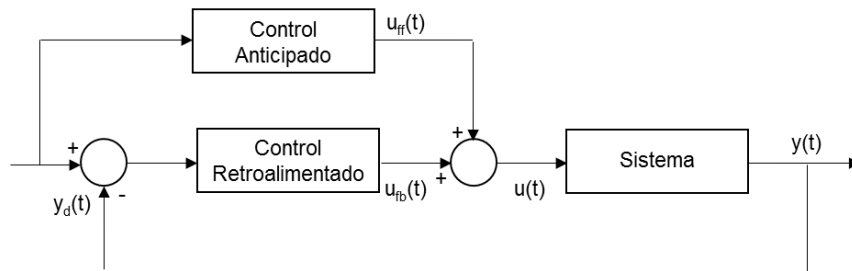 Control
Anticipado
u_ff(t)
+
+
Control
Retroalimentado
+
u_fb(t)
u(t)
Sistema
y(t)
y_d(t)
-